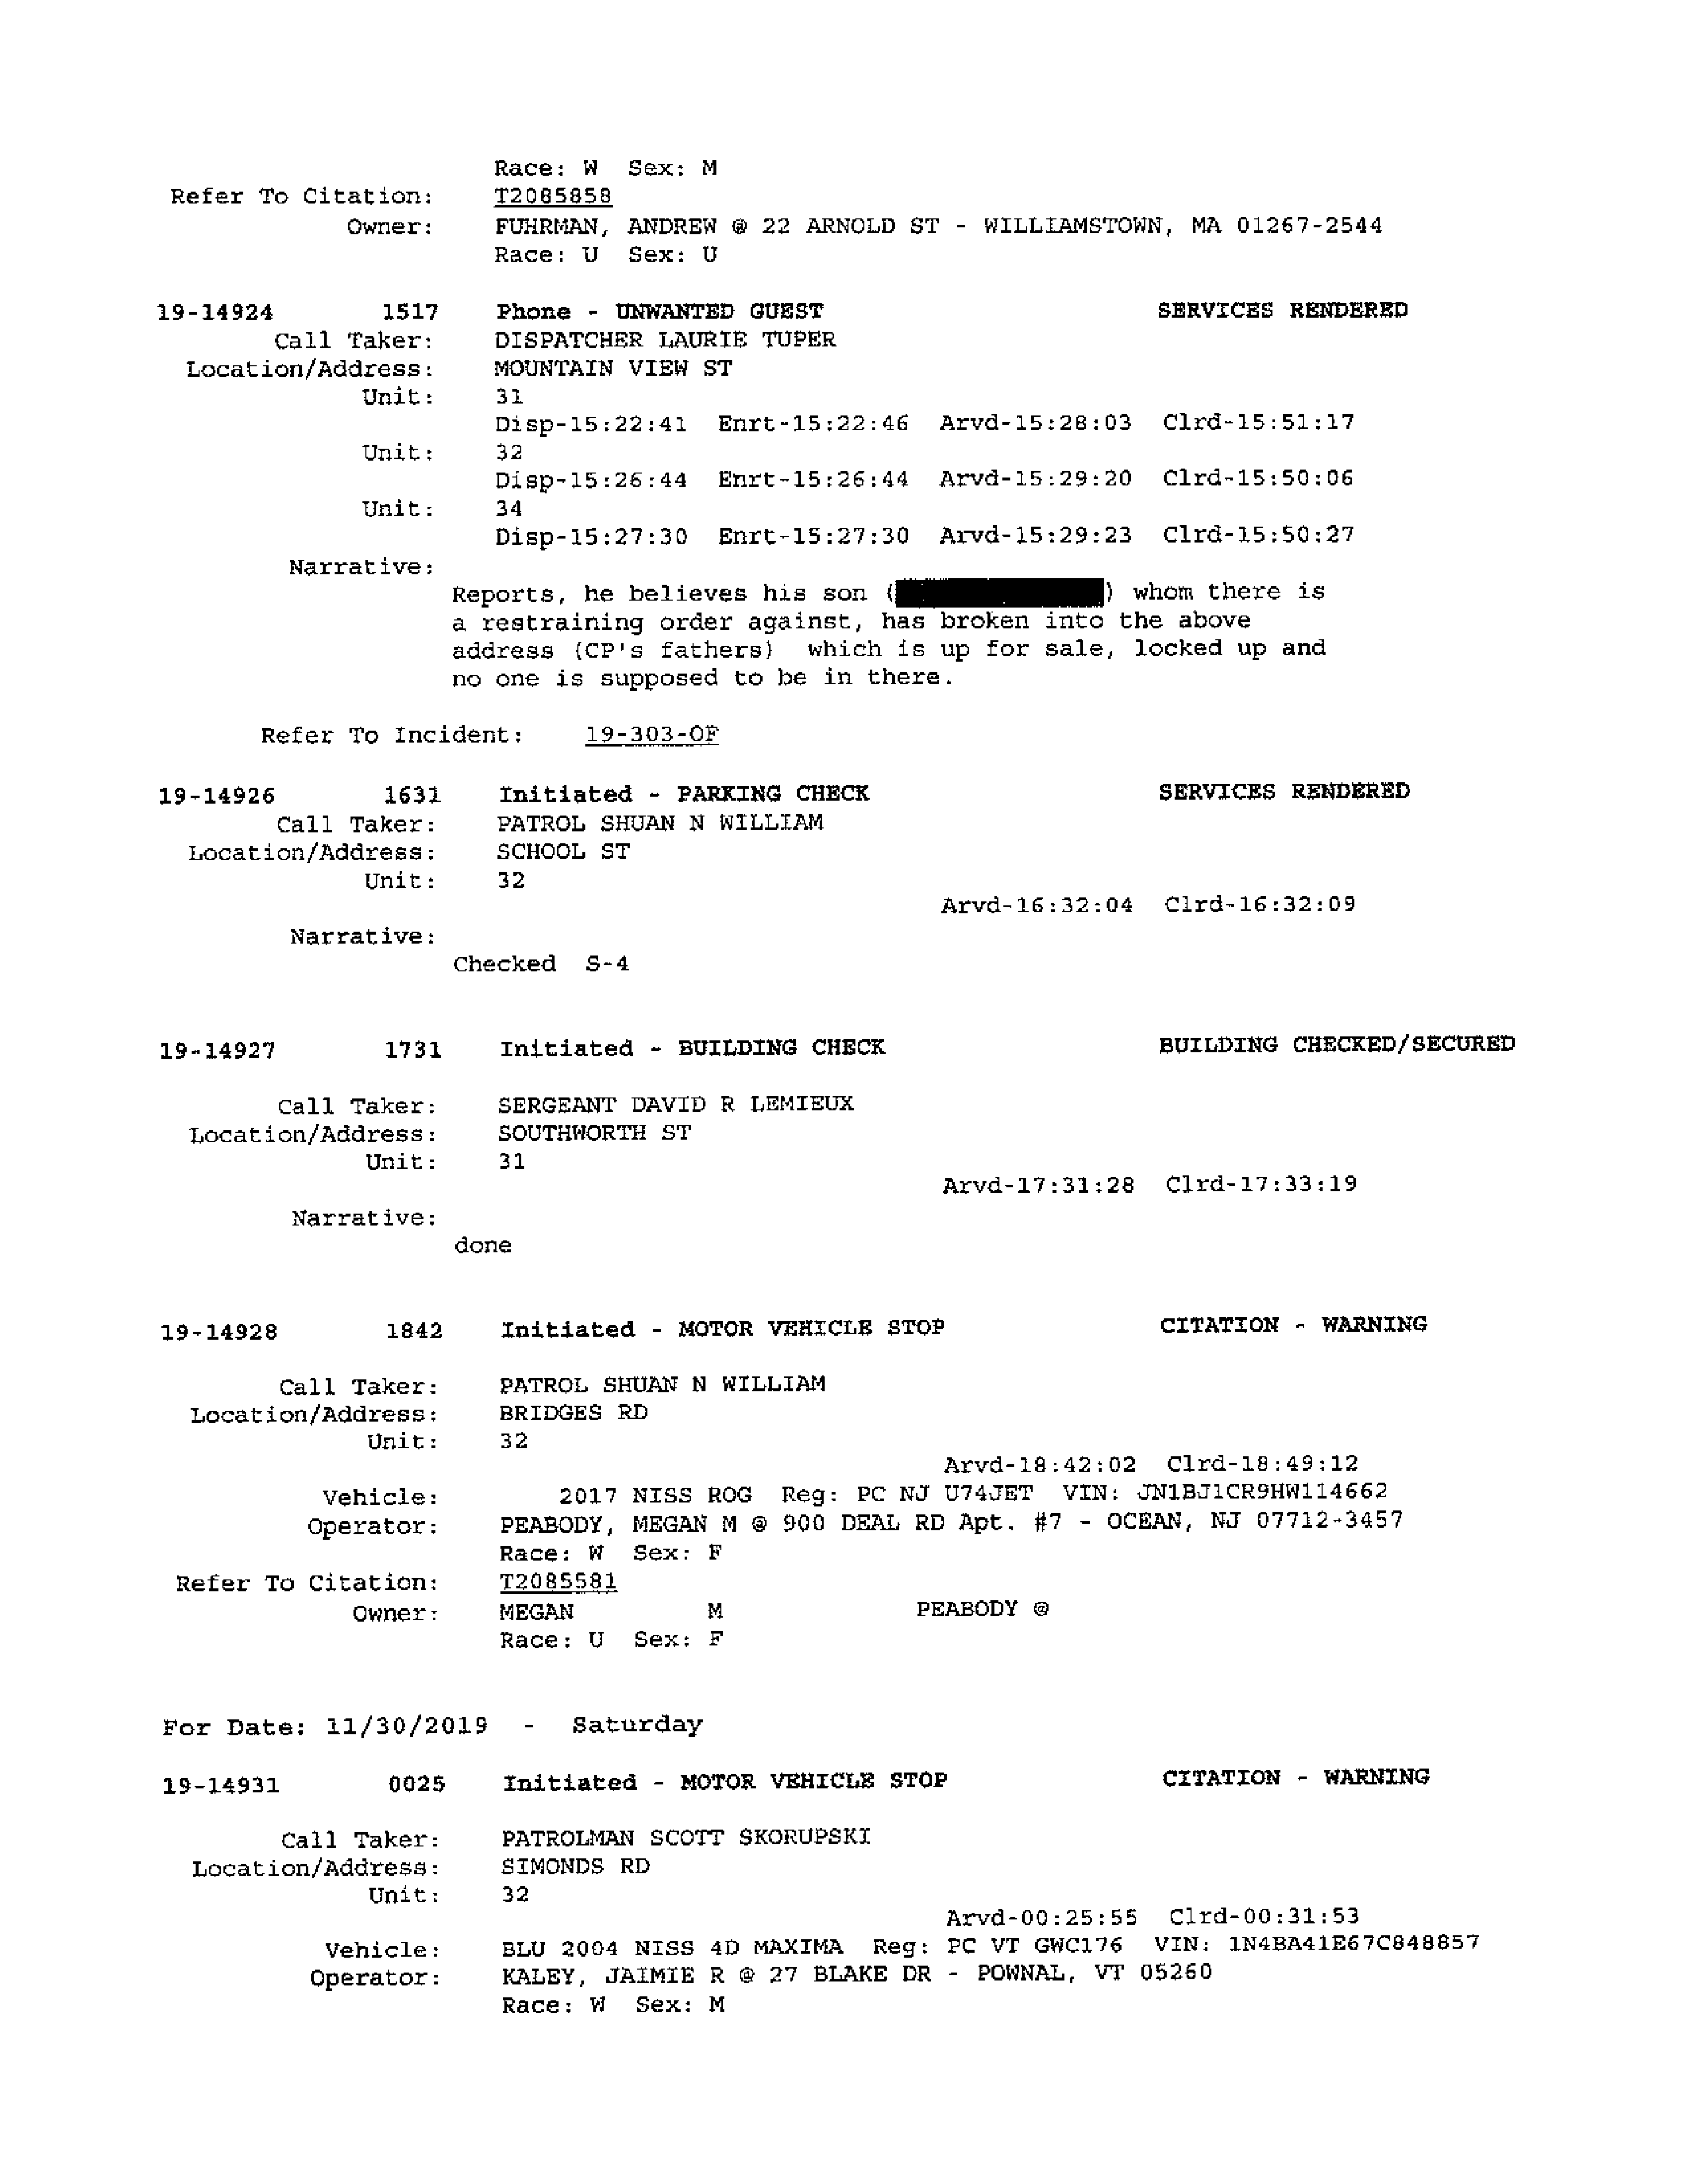 Race: W  Sex: M
Refer To Citation: T2085858
Owner: FUHRMAN, ANDREW @ 22 ARNOLD ST - WILLIAMSTOWN, MA 01267-2544
Race: U  Sex: U
19-14924 1517 Phone - UNWANTED GUEST SERVICES RENDERED
Call Taker: DISPATCHER LAURIE TUPER
Location/Address: MOUNTAIN VIEW ST
Unit: 31
Disp-15:22:41 Enrt-15:22:46 Arvd-15:28:03 Clrd-15:51:17
Unit: 32
Disp-15:26:44 Enrt-15:26:44 Arvd-15:29:20 Clrd-15:50:06
Unit: 34
Disp-15:27:30 Enrt-15:27:30 Arvd-15:29:23 Clrd-15:50:27
Narrative:
Reports, he believes his son ( ) whom there is
a restraining order against, has broken into the above
address (CP's fathers) which is up for sale, locked up and
no one is supposed to be in there.
Refer To Incident: 19-303-OF
19-14926 1631 Initiated - PARKING CHECK SERVICES RENDERED
Call Taker: PATROL SHUAN N WILLIAM
Location/Address: SCHOOL ST
Unit: 32
Arvd-16:32:04 Clrd-16:32:09
Narrative:
Checked S-4
19-14927 1731 Initiated - BUILDING CHECK BUILDING CHECKED/SECURED
Call Taker: SERGEANT DAVID R LEMIEUX
Location/Address: SOUTHWORTH ST
Unit: 31
Arvd-17:31:28 Clrd-17:33:19
Narrative:
done
19-14928 1842 Initiated - MOTOR VEHICLE STOP CITATION - WARNING
Call Taker: PATROL SHUAN N WILLIAM
Location/Address: BRIDGES RD
Unit: 32
Arvd-18:42:02 Clrd-18:49:12
Vehicle: 2017 NISS ROG Reg: PC NJ U74JET VIN: JN1BJ1CR9HW114662
Operator: PEABODY, MEGAN M @ 900 DEAL RD Apt. #7 - OCEAN, NJ 07712-3457
Race: W Sex: F
Refer To Citation: T2085581
Owner: MEGAN M PEABODY @
Race: U Sex: F
For Date: 11/30/2019 - Saturday
19-14931 0025 Initiated - MOTOR VEHICLE STOP CITATION - WARNING
Call Taker: PATROLMAN SCOTT SKORUPSKI
Location/Address: SIMONDS RD
Unit: 32
Arvd-00:25:55 Clrd-00:31:53
Vehicle: BLU 2004 NISS 4D MAXIMA Reg: PC VT GWC176 VIN: 1N4BA41E67C848857
Operator: KALEY, JAIMIE R @ 27 BLAKE DR - POWNAL, VT 05260
Race: W Sex: M